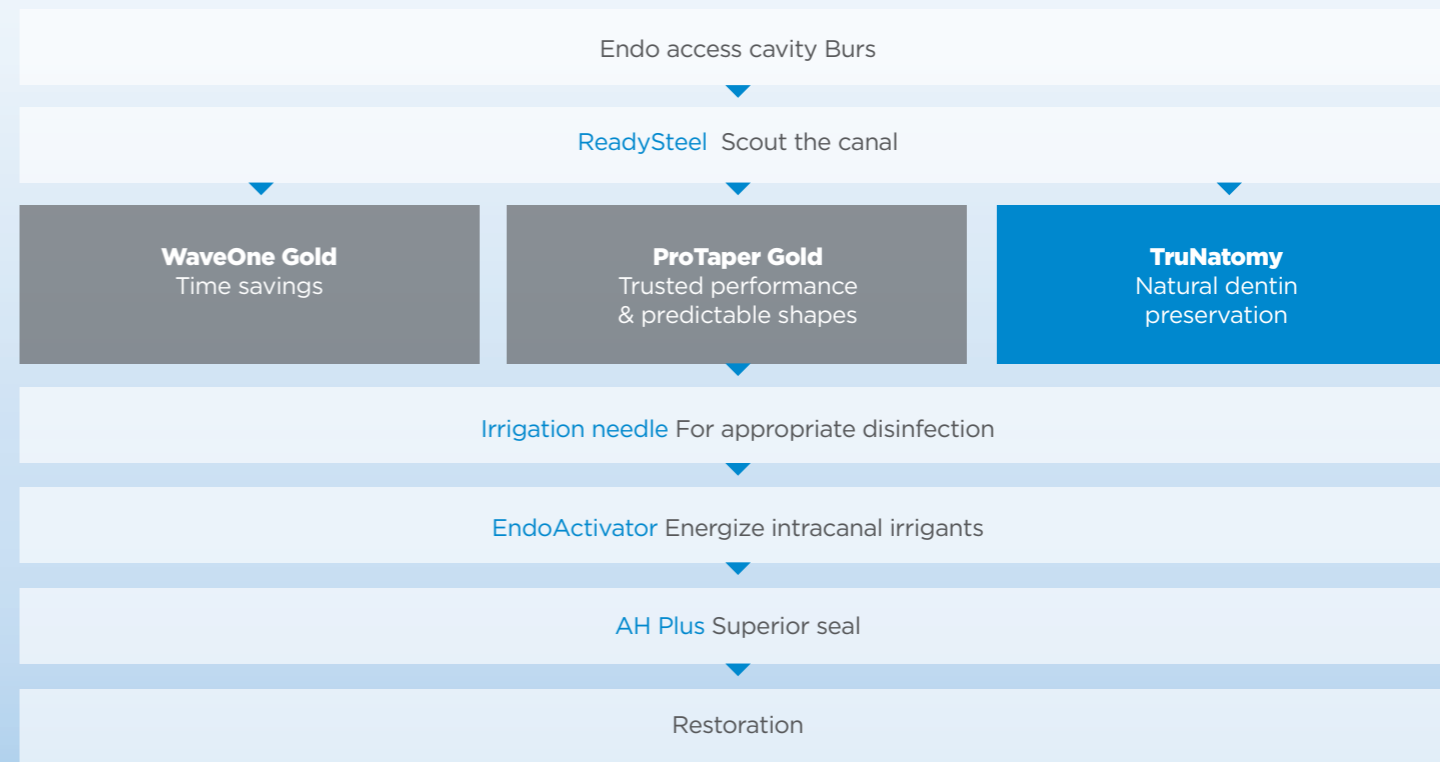 Endo access cavity Burs
ReadySteel Scout the canal
WaveOne Gold
Time savings
ProTaper Gold
Trusted performance
& predictable shapes
TruNatomy
Natural dentin
preservation
Irrigation needle For appropriate disinfection
EndoActivator Energize intracanal irrigants
AH Plus Superior seal
Restoration